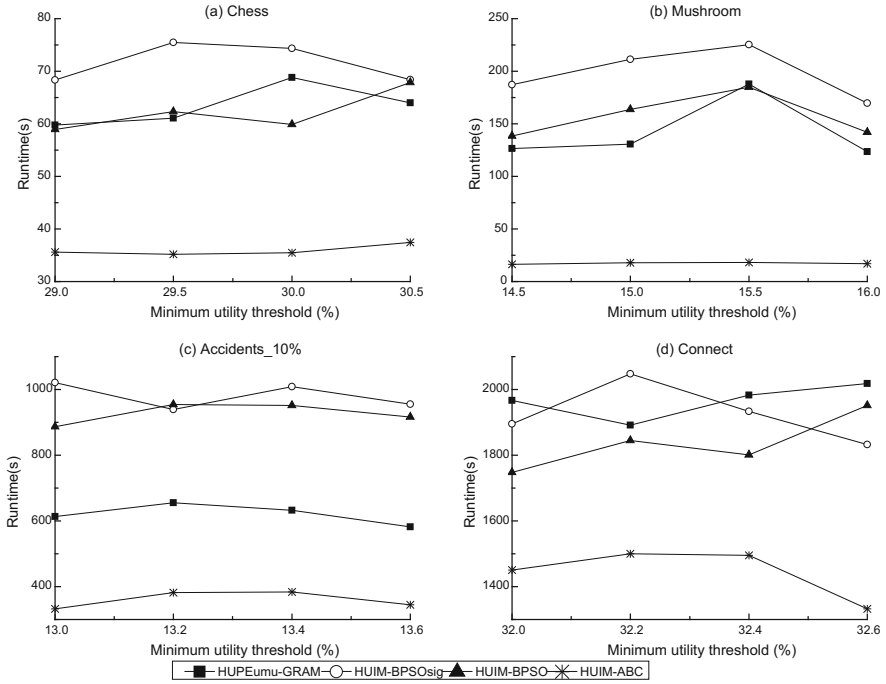 (a) Chess
80
70
60
50
40
30
Runtime(s)
29.0 29.5 30.0 30.5
Minimum utility threshold (%)
(b) Mushroom
250
200
150
100
50
0
Runtime(s)
14.5 15.0 15.5 16.0
Minimum utility threshold (%)
(c) Accidents_10%
1000
800
600
400
Runtime(s)
13.0 13.2 13.4 13.6
Minimum utility threshold (%)
(d) Connect
2000
1800
1600
1400
Runtime(s)
32.0 32.2 32.4 32.6
Minimum utility threshold (%)
HUPEumu-GRAM HUIM-BPSOsig HUIM-BPSO HUIM-ABC